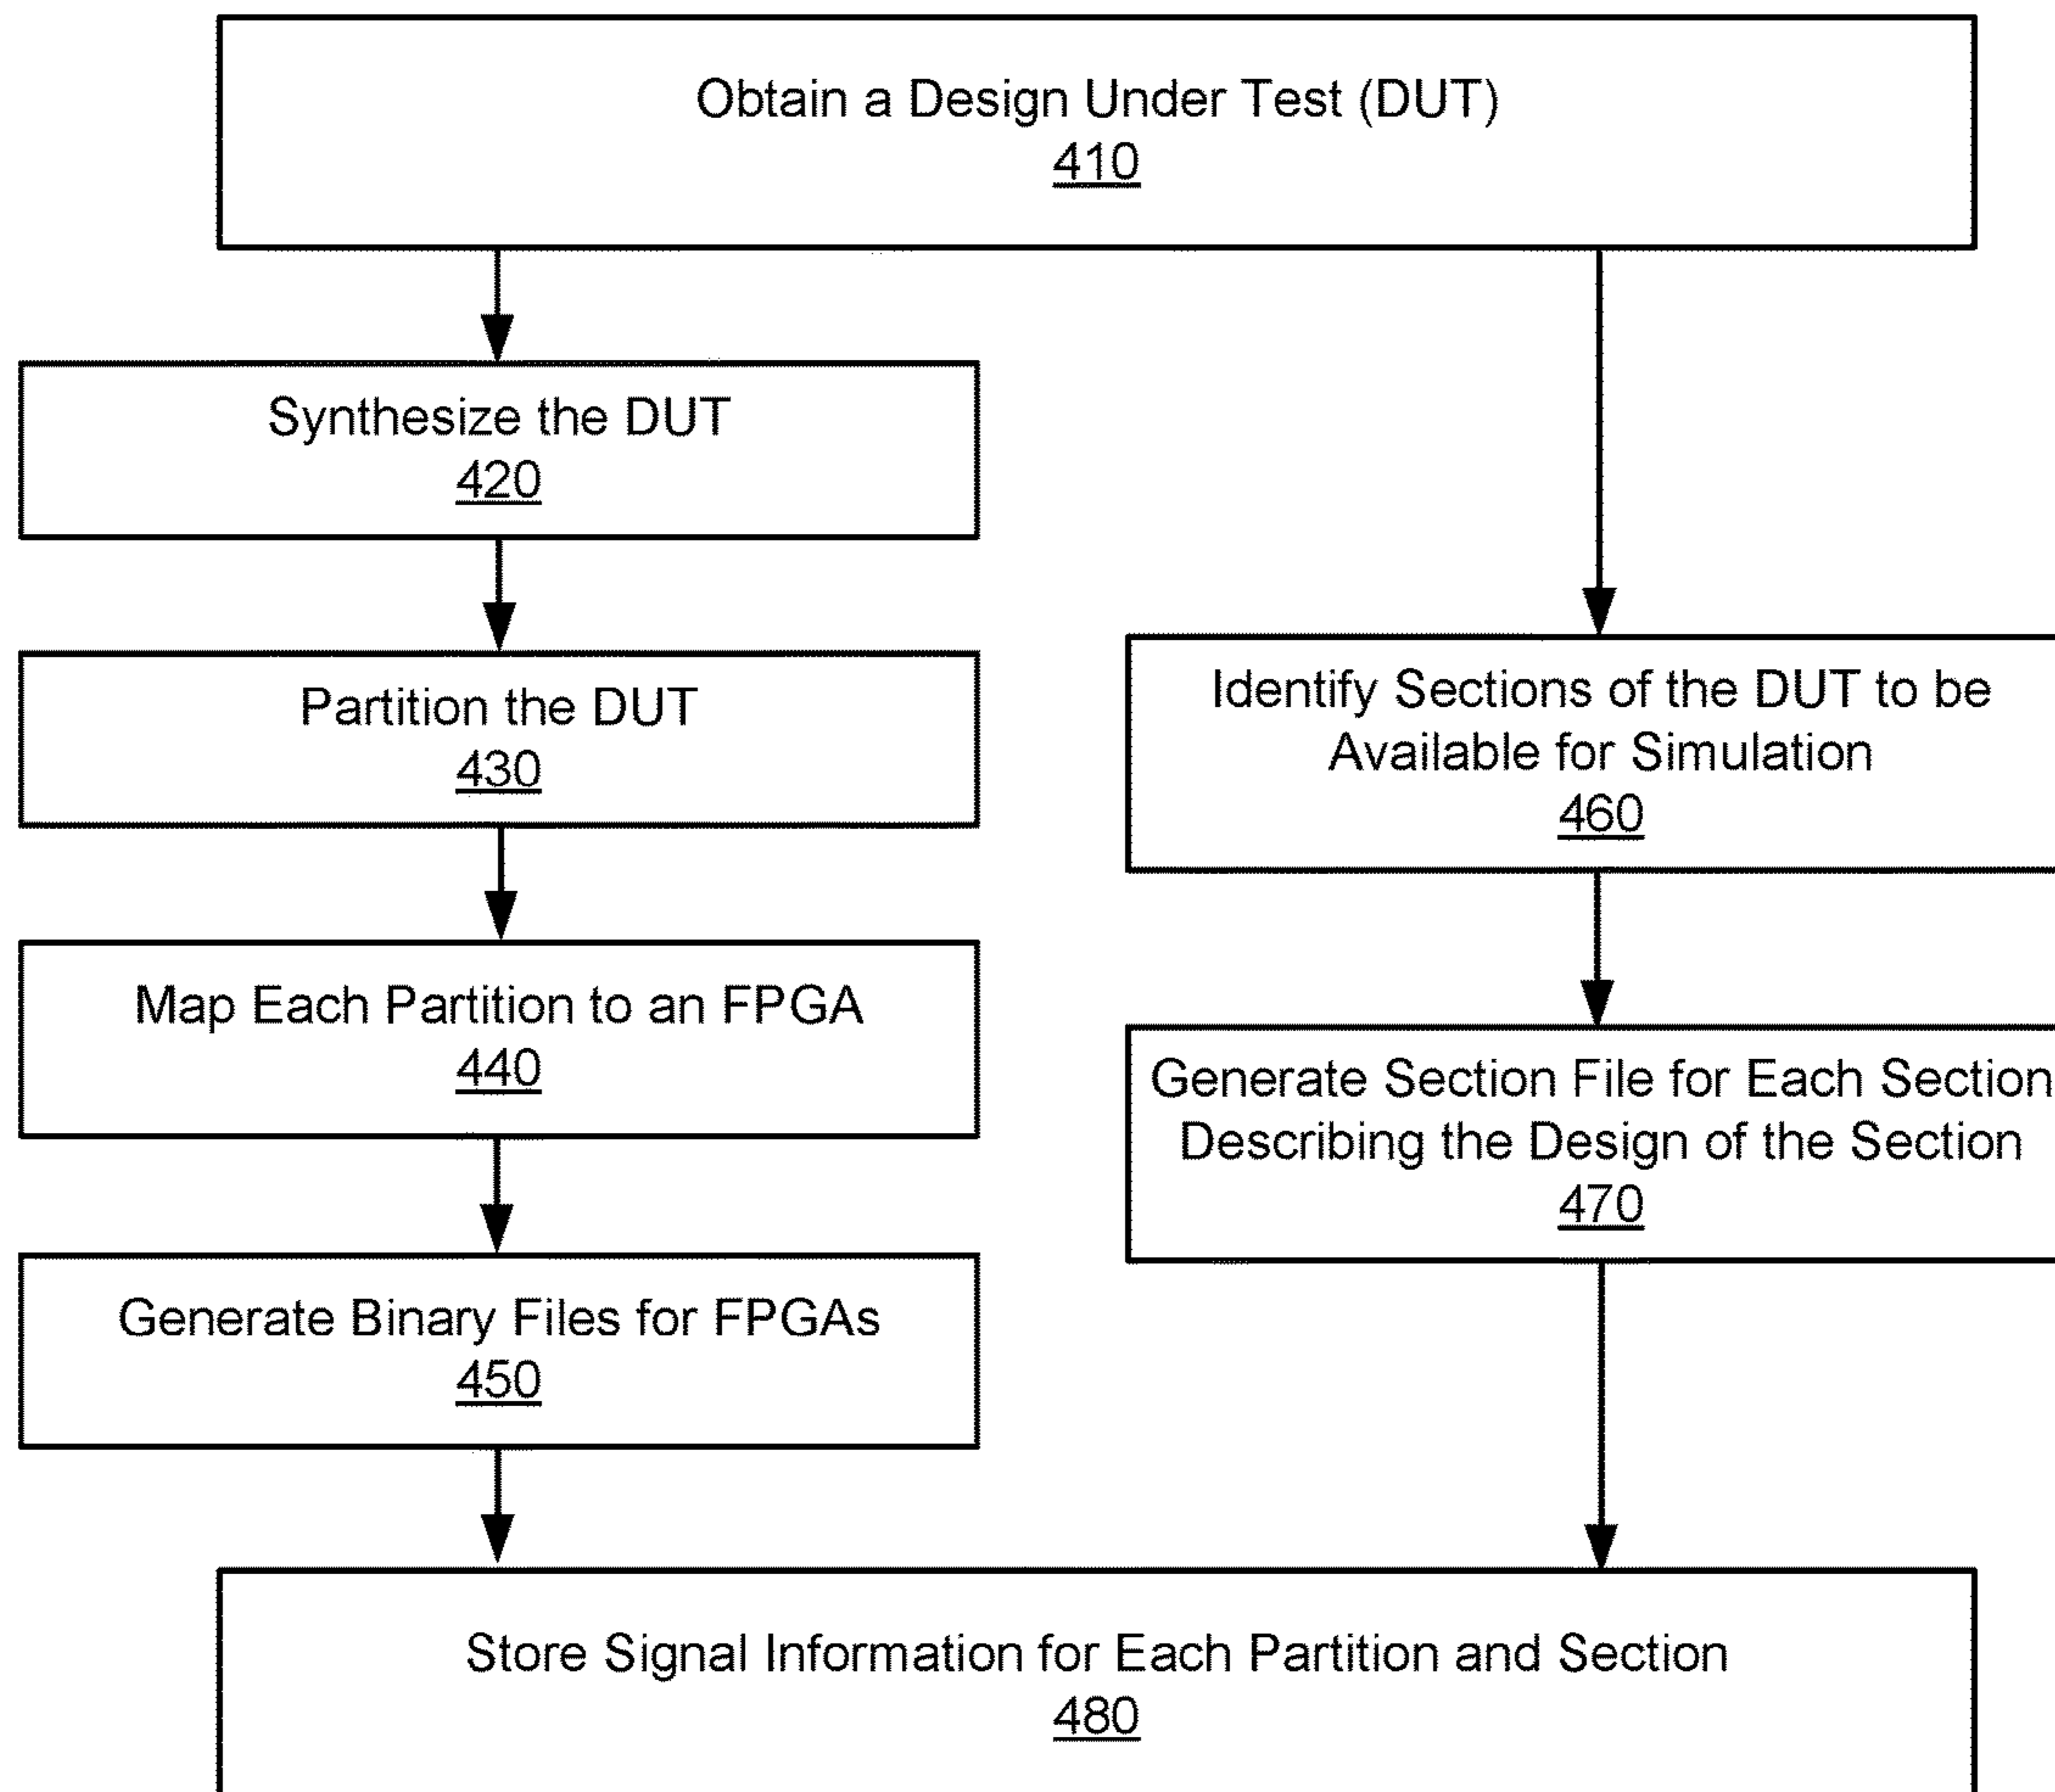 Obtain a Design Under Test (DUT)
410
Synthesize the DUT
420
Partition the DUT
430
Map Each Partition to an FPGA
440
Generate Binary Files for FPGAs
450
Identify Sections of the DUT to be
Available for Simulation
460
Generate Section File for Each Section
Describing the Design of the Section
470
Store Signal Information for Each Partition and Section
480